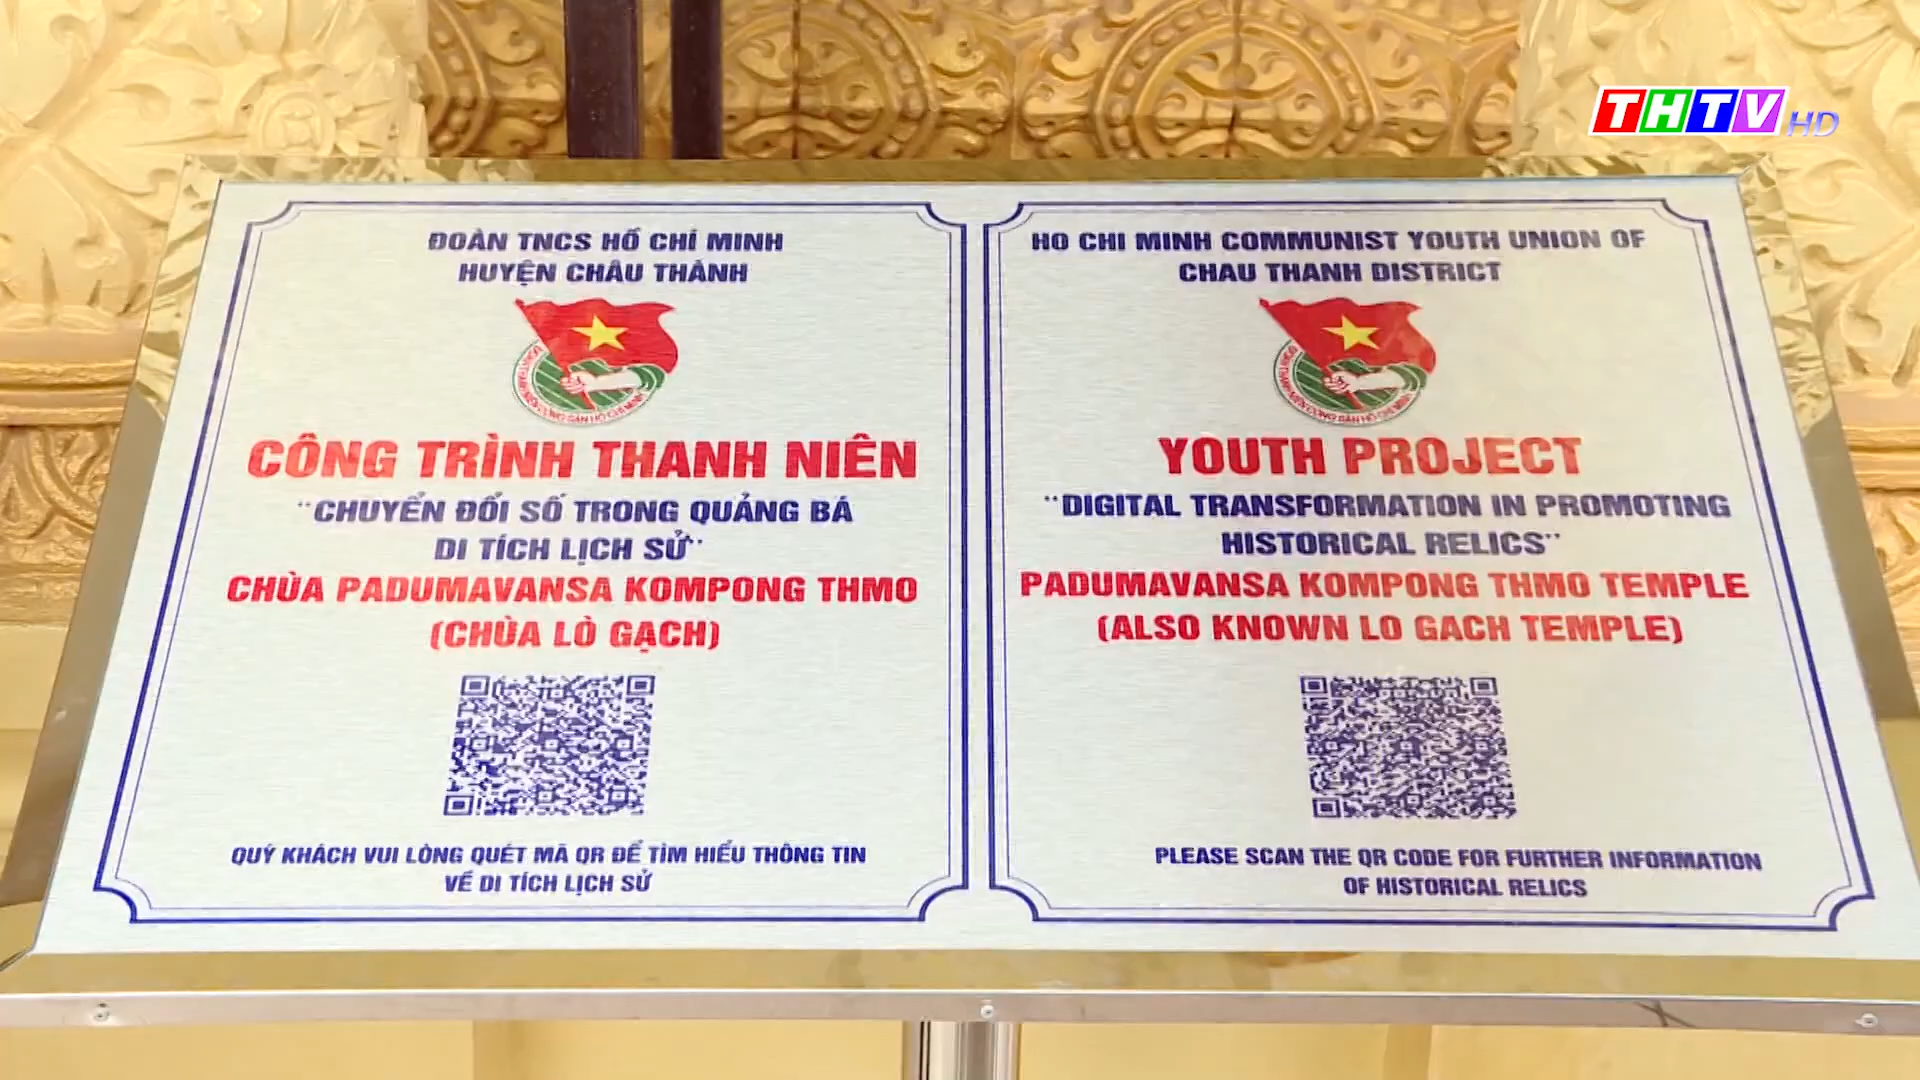 THTV HD
ĐOÀN TNCS HỒ CHÍ MINH
HUYỆN CHÂU THÀNH
CÔNG TRÌNH THANH NIÊN
"CHUYỂN ĐỔI SỐ TRONG QUẢNG BÁ
DI TÍCH LỊCH SỬ"
CHÙA PADUMAVANSA KOMPONG THMO
(CHÙA LÒ GẠCH)
QUÝ KHÁCH VUI LÒNG QUÉT MÃ QR ĐỂ TÌM HIỂU THÔNG TIN
VỀ DI TÍCH LỊCH SỬ
HO CHI MINH COMMUNIST YOUTH UNION OF
CHAU THANH DISTRICT
YOUTH PROJECT
"DIGITAL TRANSFORMATION IN PROMOTING
HISTORICAL RELICS"
PADUMAVANSA KOMPONG THMO TEMPLE
(ALSO KNOWN LO GACH TEMPLE)
PLEASE SCAN THE QR CODE FOR FURTHER INFORMATION
OF HISTORICAL RELICS